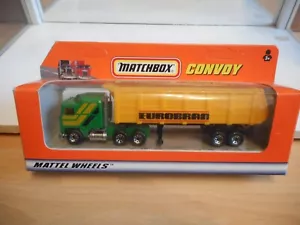 MATCHBOX
CONVOY
EUROBRAN
MATTEL WHEELS